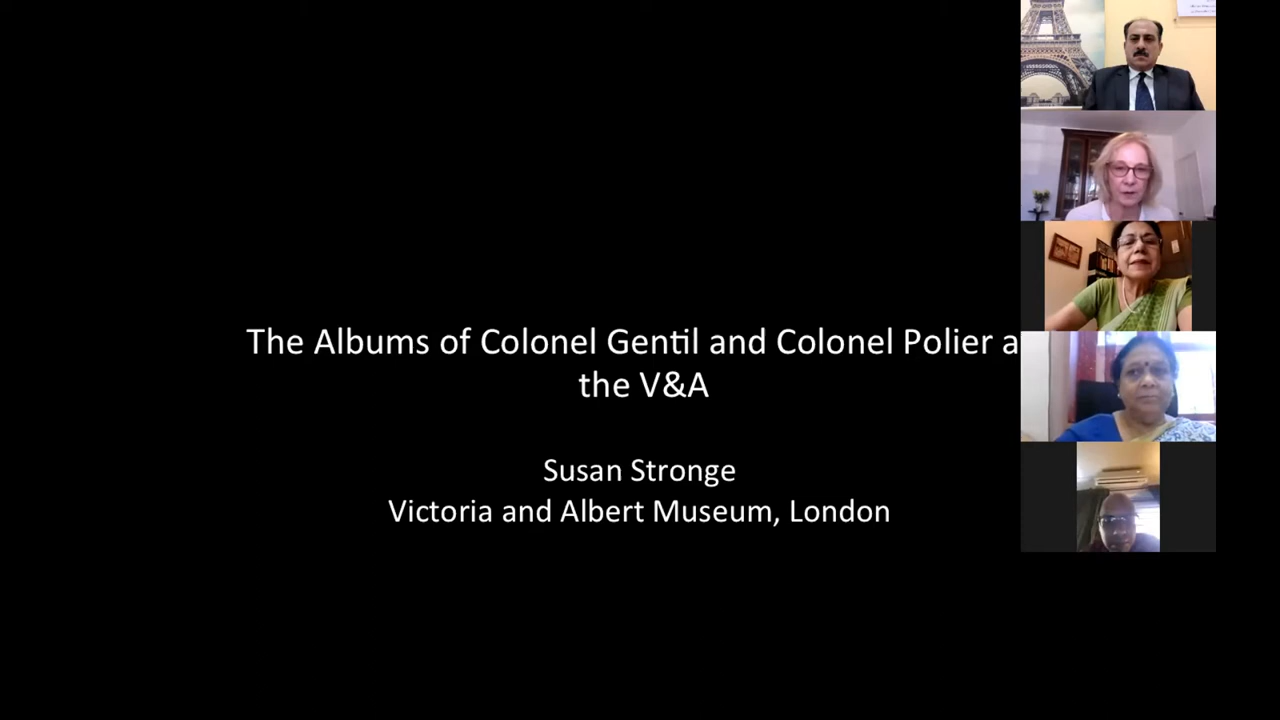 The Albums of Colonel Gentil and Colonel Polier a
the V&A
Susan Stronge
Victoria and Albert Museum, London